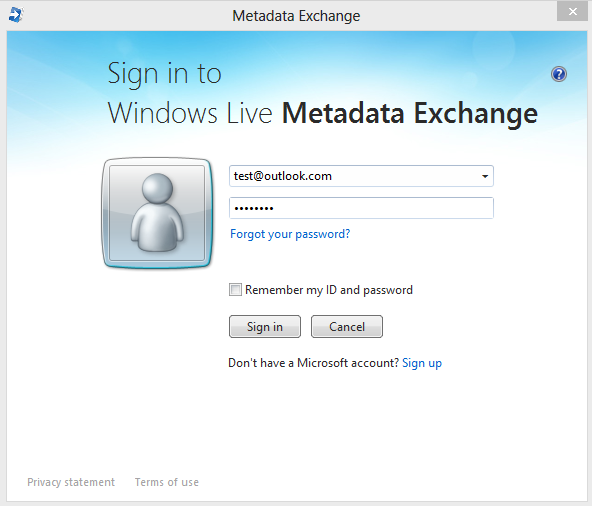 Metadata Exchange
Sign in to
Windows Live Metadata Exchange
test@outlook.com
••••••••
Forgot your password?
Remember my ID and password
Sign in Cancel
Don't have a Microsoft account? Sign up
Privacy statement Terms of use